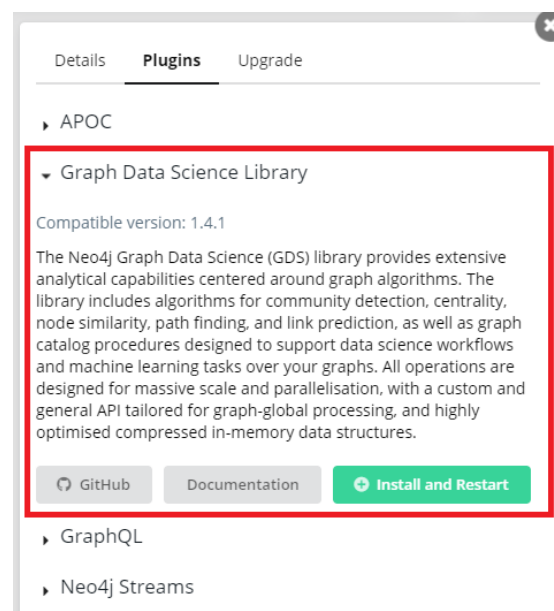 Details Plugins Upgrade
APOC
Graph Data Science Library
Compatible version: 1.4.1
The Neo4j Graph Data Science (GDS) library provides extensive
analytical capabilities centered around graph algorithms. The
library includes algorithms for community detection, centrality,
node similarity, path finding, and link prediction, as well as graph
catalog procedures designed to support data science workflows
and machine learning tasks over your graphs. All operations are
designed for massive scale and parallelisation, with a custom and
general API tailored for graph-global processing, and highly
optimised compressed in-memory data structures.
GitHub Documentation Install and Restart
GraphQL
Neo4j Streams